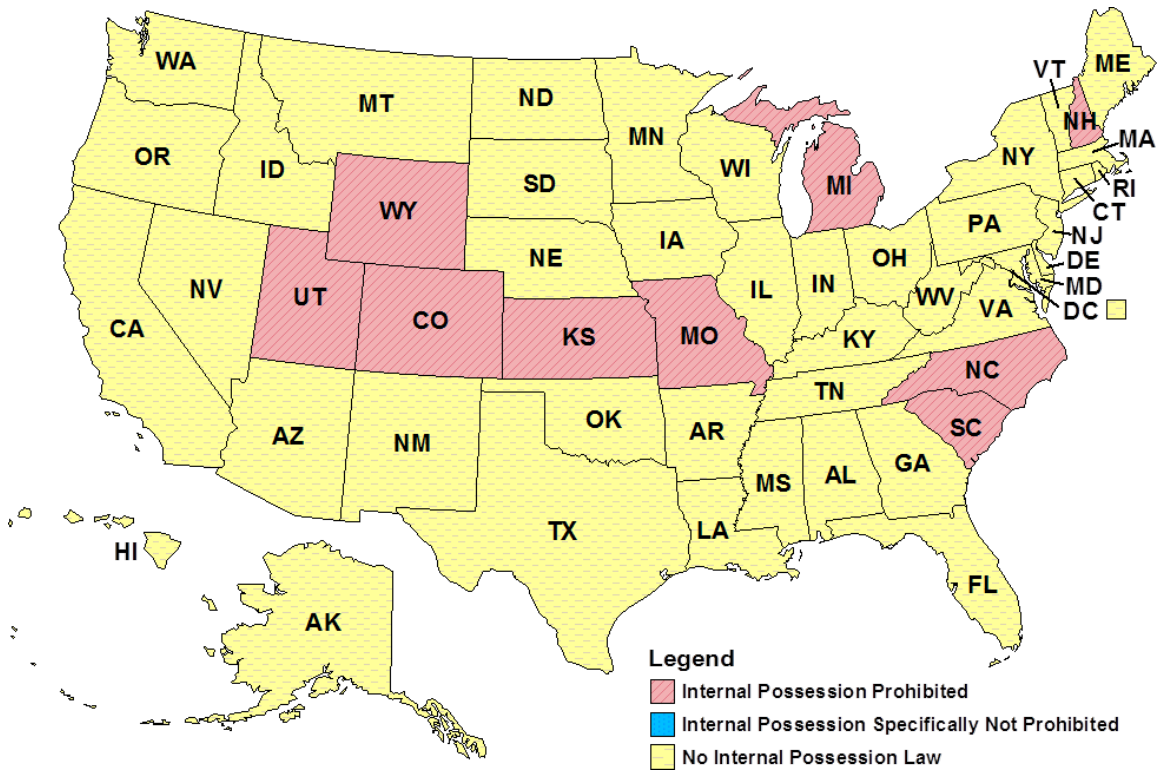 WA
MT
ND
MN
VT
ME
NH
MA
OR
ID
SD
WI
MI
NY
RI
CT
WY
NE
IA
PA
NJ
DE
MD
DC
NV
UT
CO
KS
MO
IL
IN
OH
WV
VA
KY
CA
AZ
NM
OK
AR
TN
NC
SC
MS
AL
GA
TX
LA
FL
HI
AK
Legend
Internal Possession Prohibited
Internal Possession Specifically Not Prohibited
No Internal Possession Law